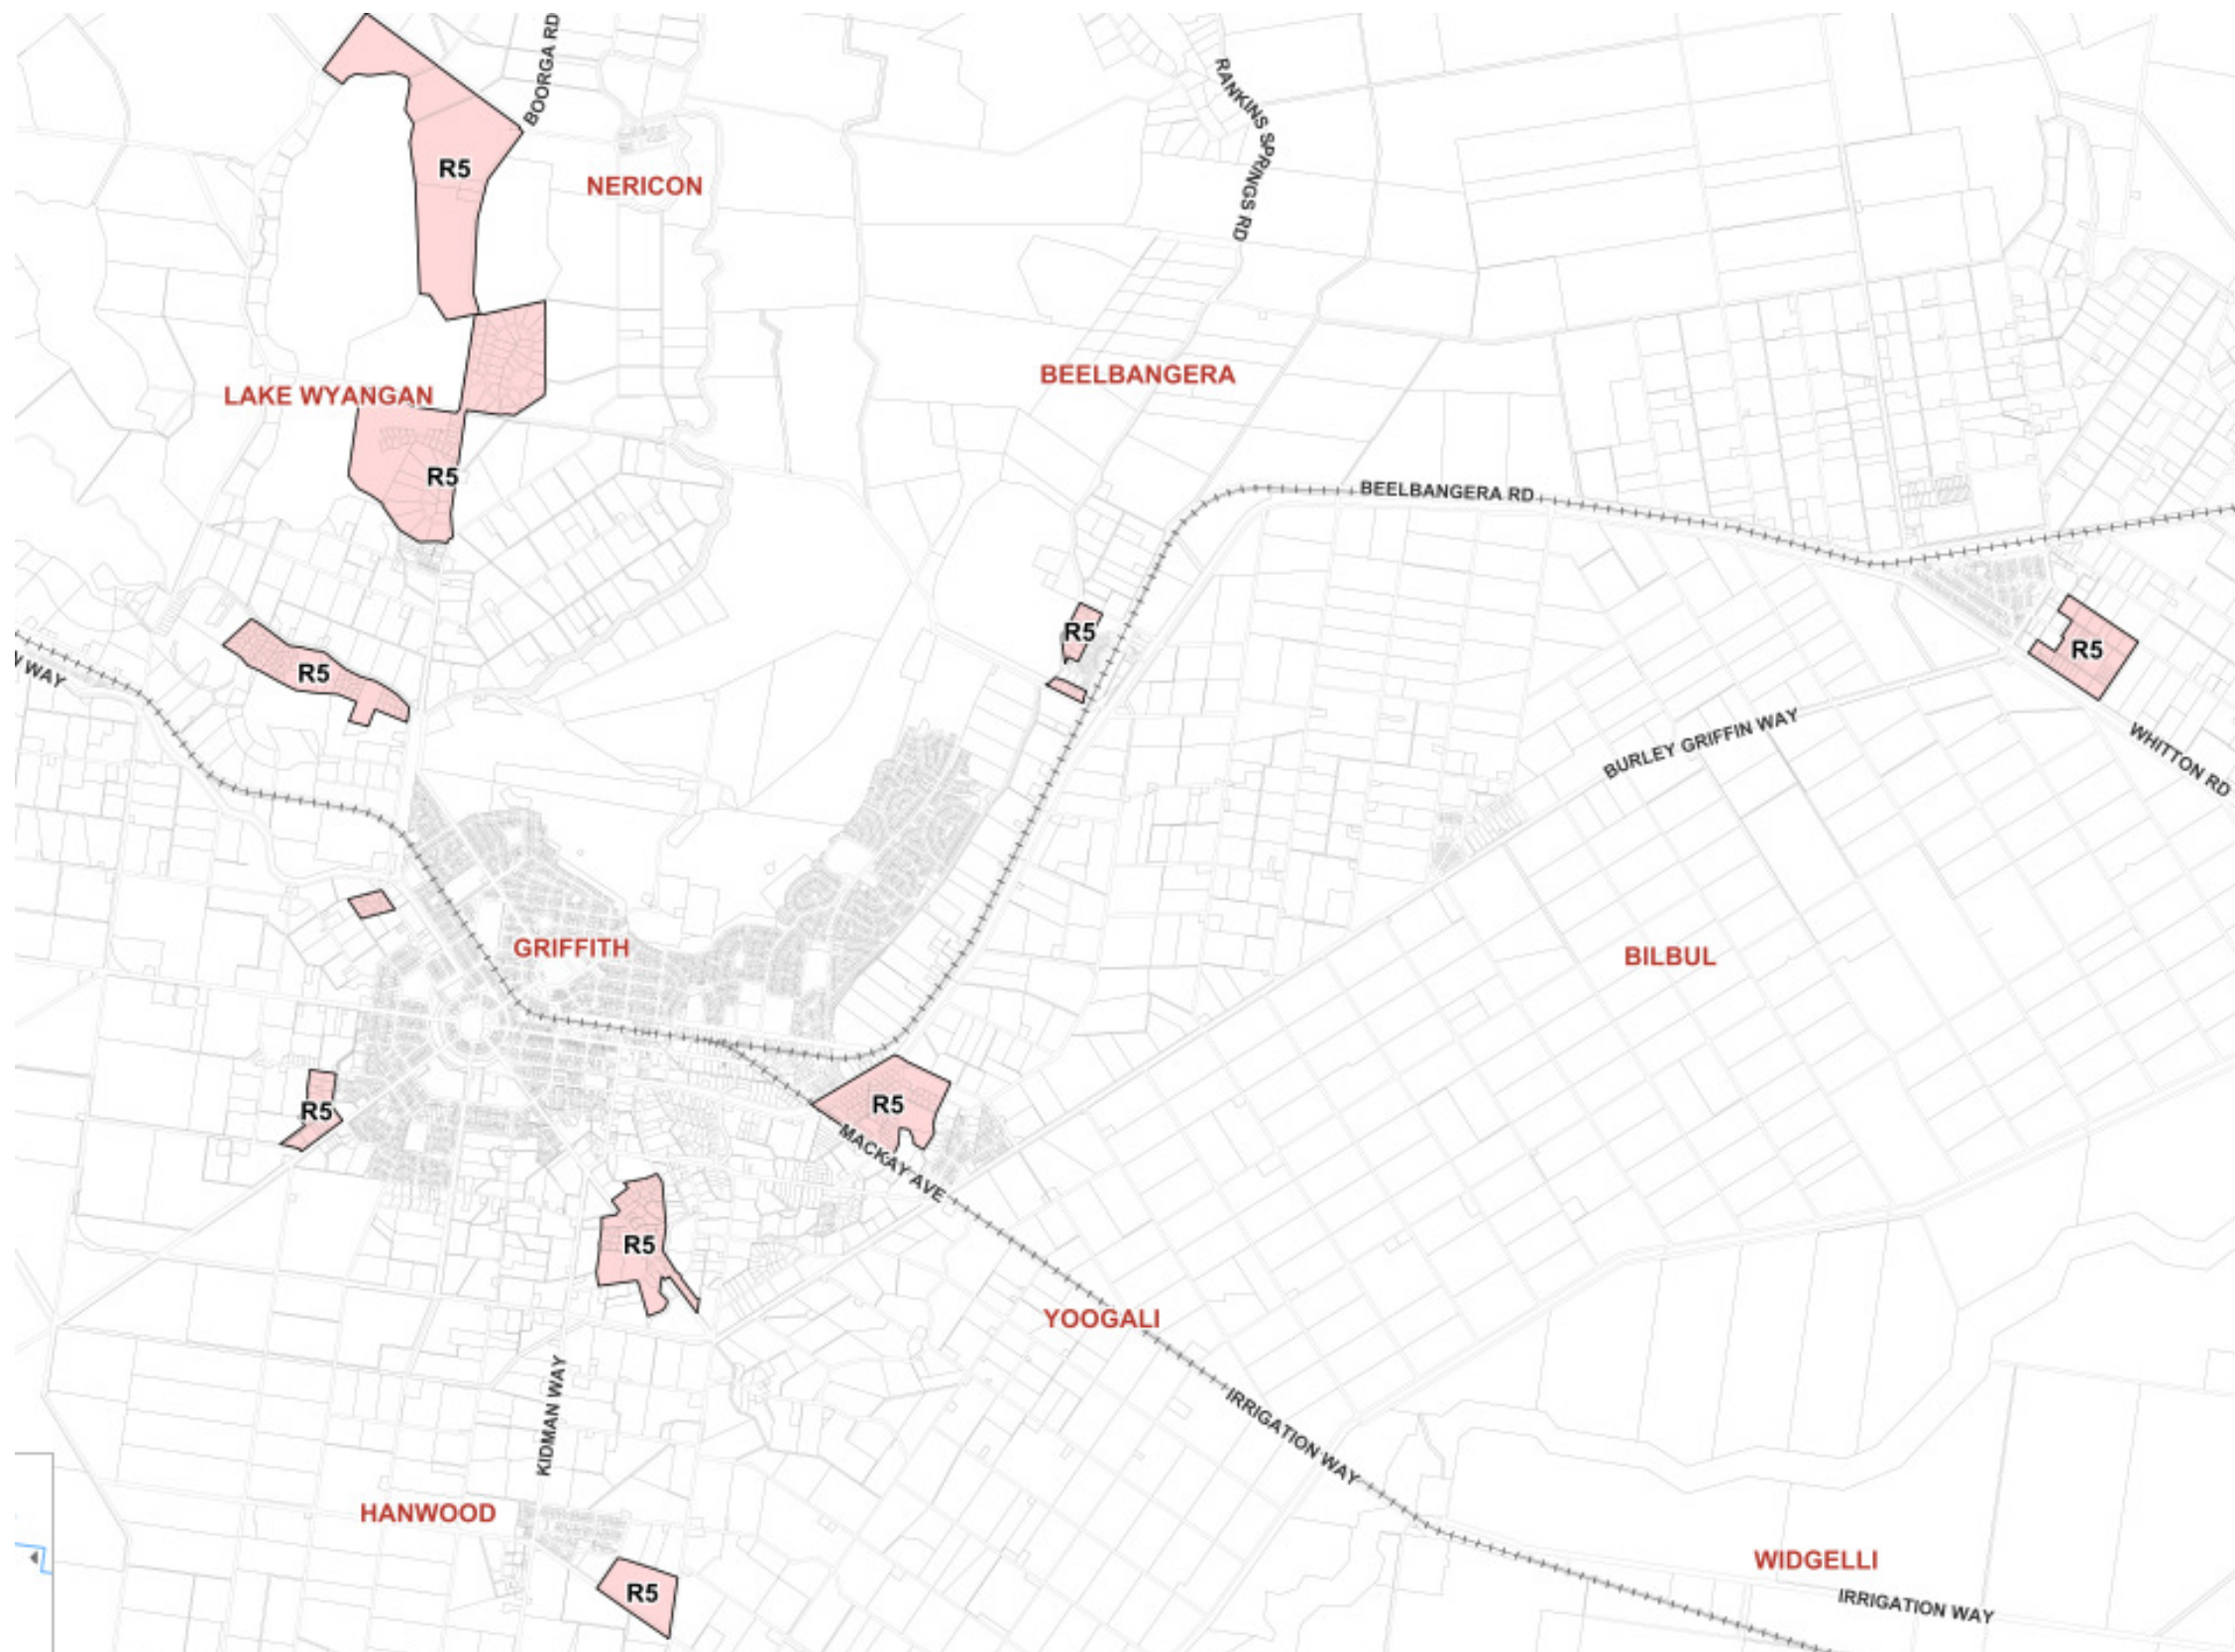 BOORGA RD
RANKINS SPRINGS RD
R5
NERICON
BEELBANGERA
LAKE WYANGAN
R5
BEELBANGERA RD
R5
R5
R5
N WAY
BURLEY GRIFFIN WAY
WHITTON RD
GRIFFITH
BILBUL
R5
R5
MACKAY AVE
R5
YOOGALI
KIDMAN WAY
IRRIGATION WAY
HANWOOD
WIDGELLI
R5
IRRIGATION WAY